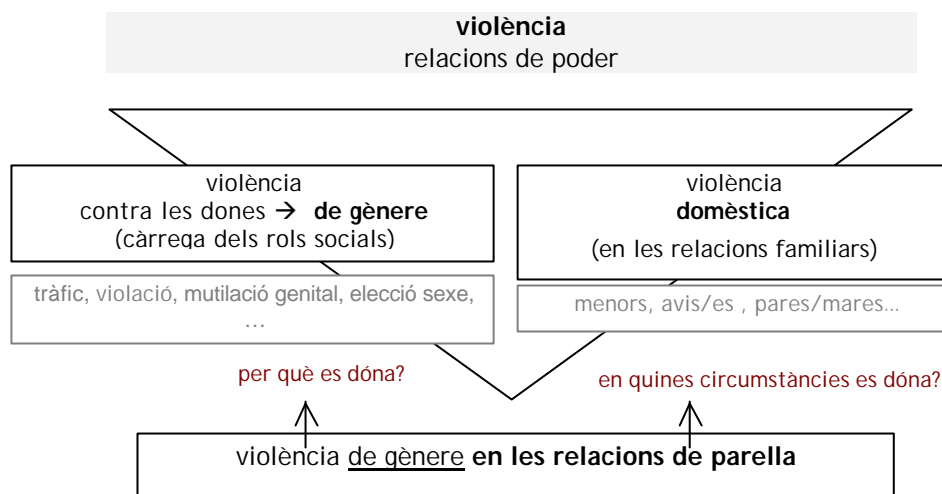 violència
relacions de poder
violència
contra les dones → de gènere
(càrrega dels rols socials)
violència
domèstica
(en les relacions familiars)
tràfic, violació, mutilació genital, elecció sexe,
...
menors, avis/es , pares/mares...
per què es dóna?
en quines circumstàncies es dóna?
violència de gènere en les relacions de parella